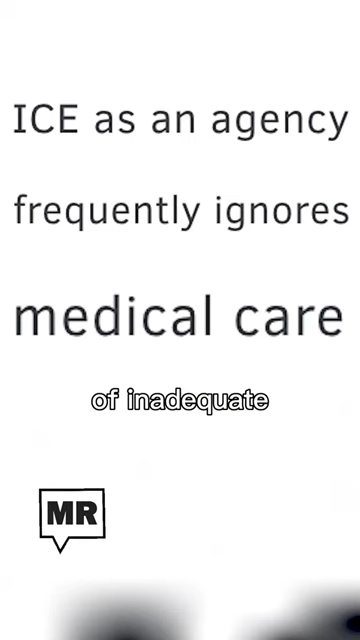 ICE as an agency
frequently ignores
medical care
of inadequate
MR